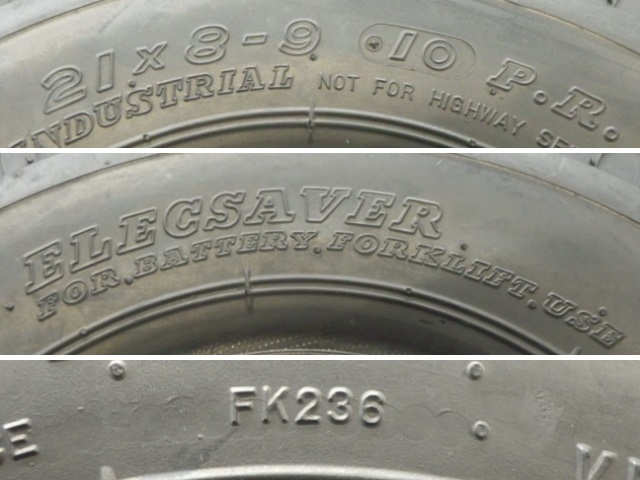 21x8-9 10 P.R.
INDUSTRIAL NOT FOR HIGHWAY
ELECSAVER
FOR.BATTERY.FORKLIFT.USE
FK236